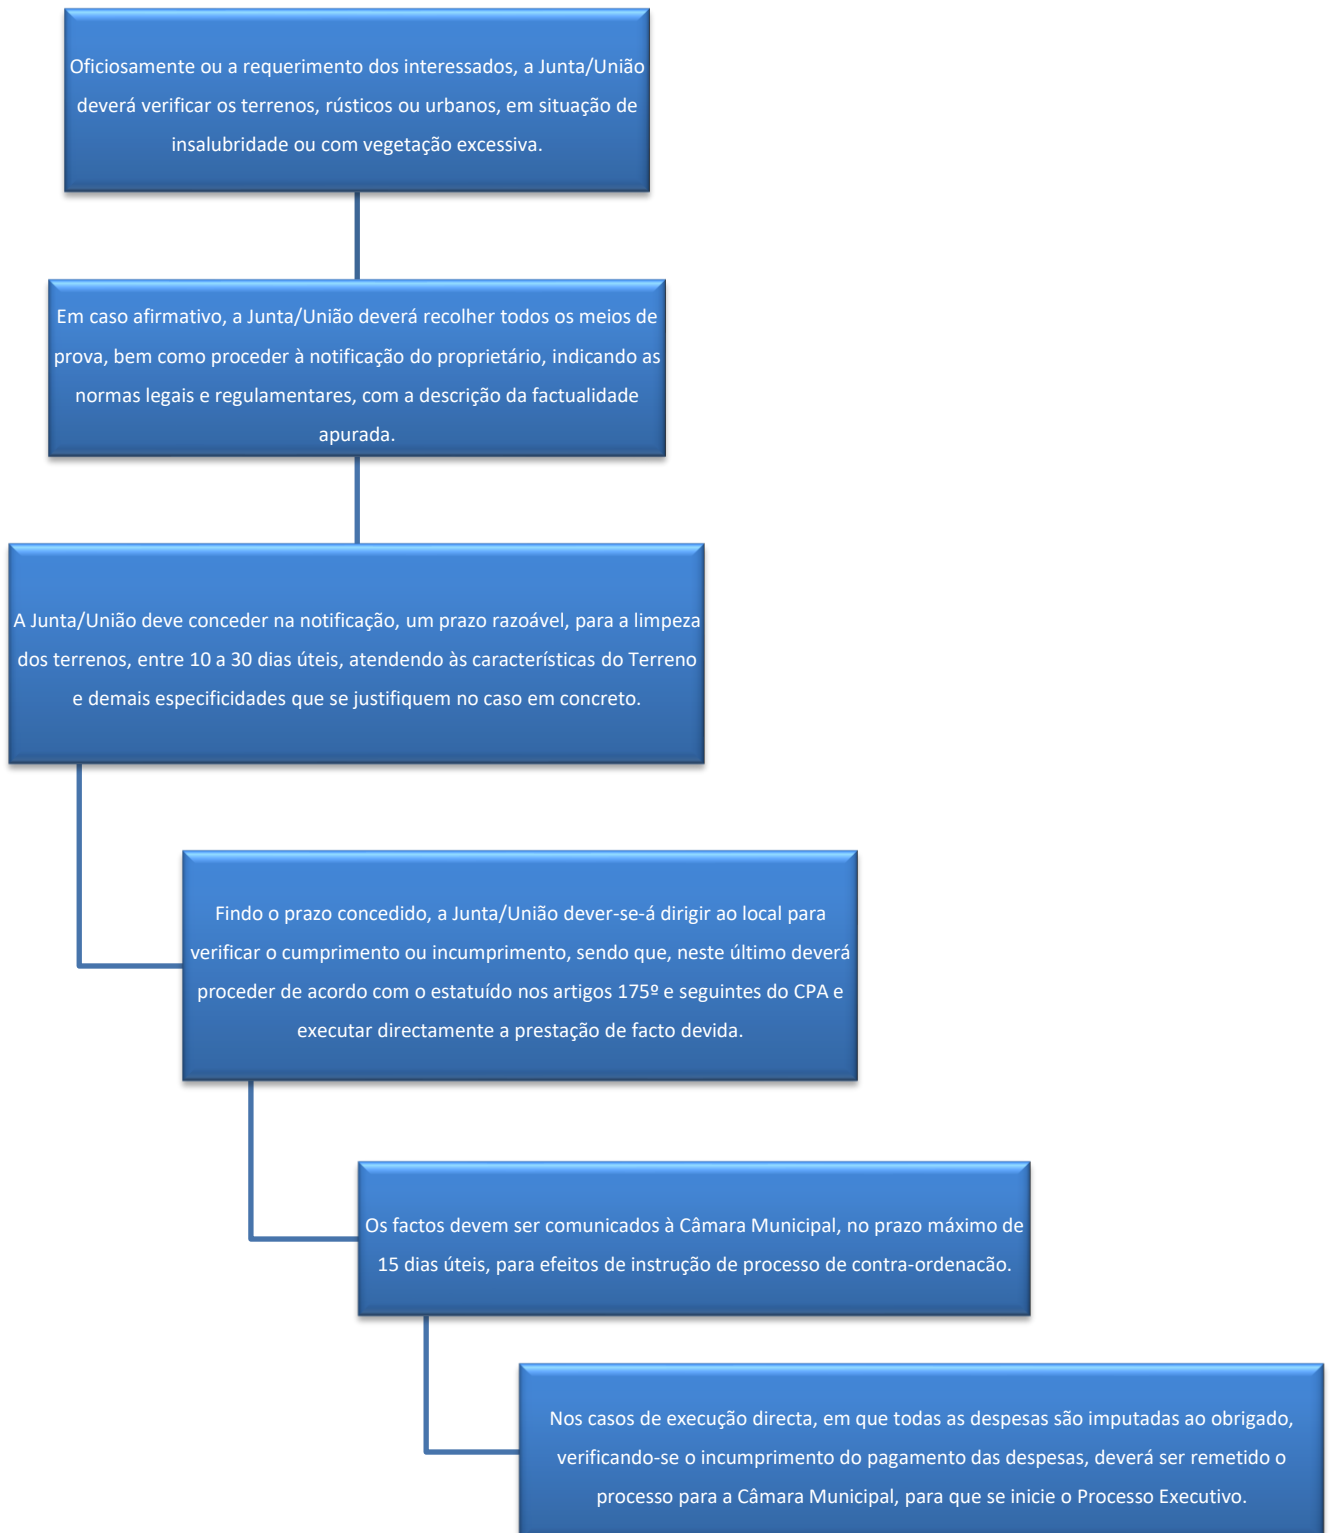 Oficiosamente ou a requerimento dos interessados, a Junta/União
deverá verificar os terrenos, rústicos ou urbanos, em situação de
insalubridade ou com vegetação excessiva.
Em caso afirmativo, a Junta/União deverá recolher todos os meios de
prova, bem como proceder à notificação do proprietário, indicando as
normas legais e regulamentares, com a descrição da factualidade
apurada.
A Junta/União deve conceder na notificação, um prazo razoável, para a limpeza
dos terrenos, entre 10 a 30 dias úteis, atendendo às características do Terreno
e demais especificidades que se justifiquem no caso em concreto.
Findo o prazo concedido, a Junta/União dever-se-á dirigir ao local para
verificar o cumprimento ou incumprimento, sendo que, neste último deverá
proceder de acordo com o estatuído nos artigos 175º e seguintes do CPA e
executar directamente a prestação de facto devida.
Os factos devem ser comunicados à Câmara Municipal, no prazo máximo de
15 dias úteis, para efeitos de instrução de processo de contra-ordenacão.
Nos casos de execução directa, em que todas as despesas são imputadas ao obrigado,
verificando-se o incumprimento do pagamento das despesas, deverá ser remetido o
processo para a Câmara Municipal, para que se inicie o Processo Executivo.